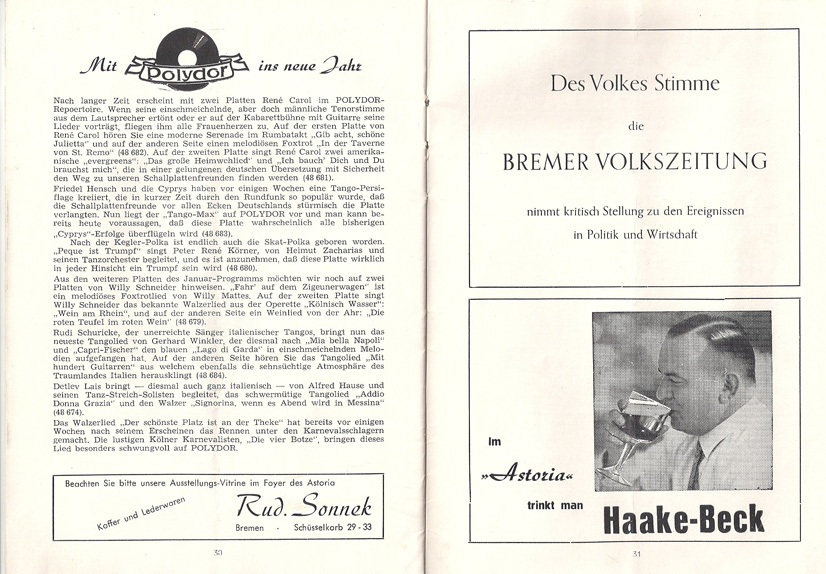 Mit Polydor ins neue Jahr
Nach langer Zeit erscheint mit zwei Platten René Carol im POLYDOR-
Repertoire. Wenn seine einschmeichelnde, aber doch männliche Tenorstimme
aus dem Lautsprecher ertönt oder er auf der Kabarettbühne mit Guitarre seine
Lieder vorträgt, fliegen ihm alle Frauenherzen zu. Auf der ersten Platte von
René Carol hören Sie eine moderne Serenade im Rumbatakt „Gib acht, schöne
Julietta" und auf der anderen Seite einen melodiösen Foxtrot „In der Taverne
von St. Remo" (48 682). Auf der zweiten Platte singt René Carol zwei amerika-
nische „evergreens": „Das große Heimwehlied" und „Ich bauch' Dich und Du
brauchst mich", die in einer gelungenen deutschen Übersetzung mit Sicherheit
den Weg zu unseren Schallplattenfreunden finden werden (48 681).
Friedel Hensch und die Cyprys haben vor einigen Wochen eine Tango-Persi-
flage kreiiert, die in kurzer Zeit durch den Rundfunk so populär wurde, daß
die Schallplattenfreunde vor allen Ecken Deutschlands stürmisch die Platte
verlangten. Nun liegt der „Tango-Max" auf POLYDOR vor und man kann be-
reits heute voraussagen, daß diese Platte wahrscheinlich alle bisherigen
„Cyprys"-Erfolge überflügeln wird (48 683).
Nach der Kegler-Polka ist endlich auch die Skat-Polka geboren worden.
„Peque ist Trumpf" singt Peter René Körner, von Helmut Zacharias und
seinen Tanzorchester begleitet, und es ist anzunehmen, daß diese Platte wirklich
in jeder Hinsicht ein Trumpf sein wird (48 680).
Aus den weiteren Platten des Januar-Programms möchten wir noch auf zwei
Platten von Willy Schneider hinweisen. „Fahr' auf dem Zigeunerwagen" ist
ein melodiöses Foxtrotlied von Willy Mattes. Auf der zweiten Platte singt
Willy Schneider das bekannte Walzerlied aus der Operette „Kölnisch Wasser":
„Wein am Rhein", und auf der anderen Seite ein Weinlied von der Ahr: „Die
roten Teufel im roten Wein" (48 679).
Rudi Schuricke, der unerreichte Sänger italienischer Tangos, bringt nun das
neueste Tangolied von Gerhard Winkler, der diesmal nach „Mia bella Napoli"
und „Capri-Fischer" den blauen „Lago di Garda" in einschmeichelnden Melo-
dien aufgefangen hat. Auf der anderen Seite hören Sie das Tangolied „Mit
hundert Guitarren" aus welchem ebenfalls die sehnsüchtige Atmosphäre des
Traumlandes Italien herausklingt (48 684).
Detlev Lais bringt — diesmal auch ganz italienisch — von Alfred Hause und
seinen Tanz-Streich-Solisten begleitet, das schwermütige Tangolied „Addio
Donna Grazia" und den Walzer „Signorina, wenn es Abend wird in Messina"
(48 674).
Das Walzerlied „Der schönste Platz ist an der Theke" hat bereits vor einigen
Wochen nach seinem Erscheinen das Rennen unter den Karnevalsschlagern
gemacht. Die lustigen Kölner Karnevalisten, „Die vier Botze", bringen dieses
Lied besonders schwungvoll auf POLYDOR.
Beachten Sie bitte unsere Ausstellungs-Vitrine im Foyer des Astoria
Koffer und Lederwaren
Rud. Sonnek
Bremen · Schüsselkorb 29 - 33
30
Des Volkes Stimme
die
BREMER VOLKSZEITUNG
nimmt kritisch Stellung zu den Ereignissen
in Politik und Wirtschaft
Im
„Astoria"
trinkt man
Haake-Beck
31